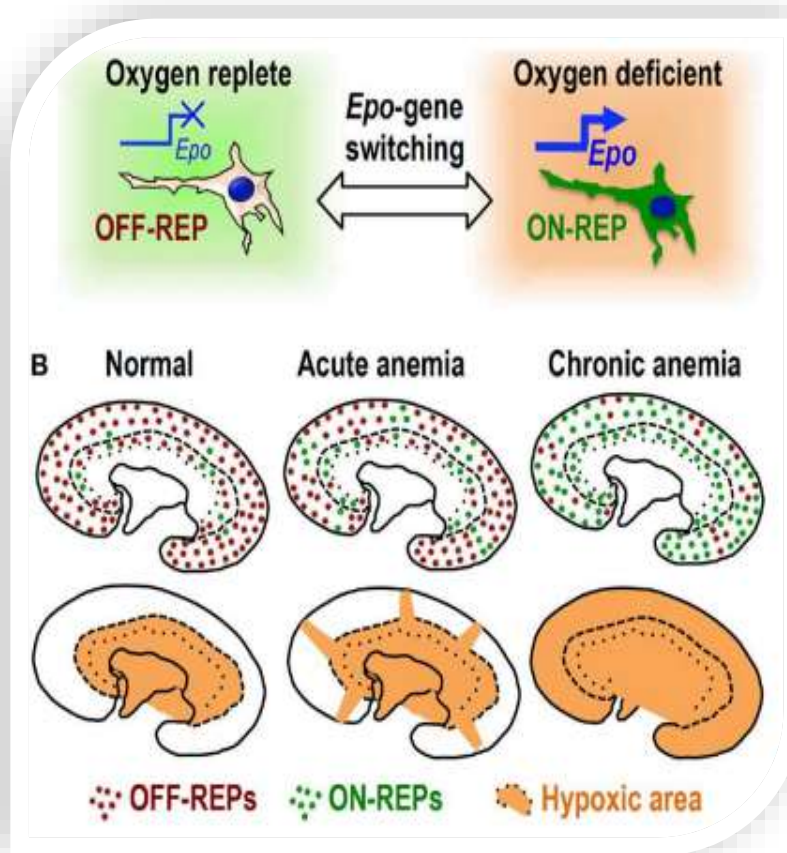 Oxygen replete
Oxygen deficient
Epo-gene
switching
Epo
Epo
OFF-REP
ON-REP
B Normal Acute anemia Chronic anemia
OFF-REPs ON-REPs Hypoxic area